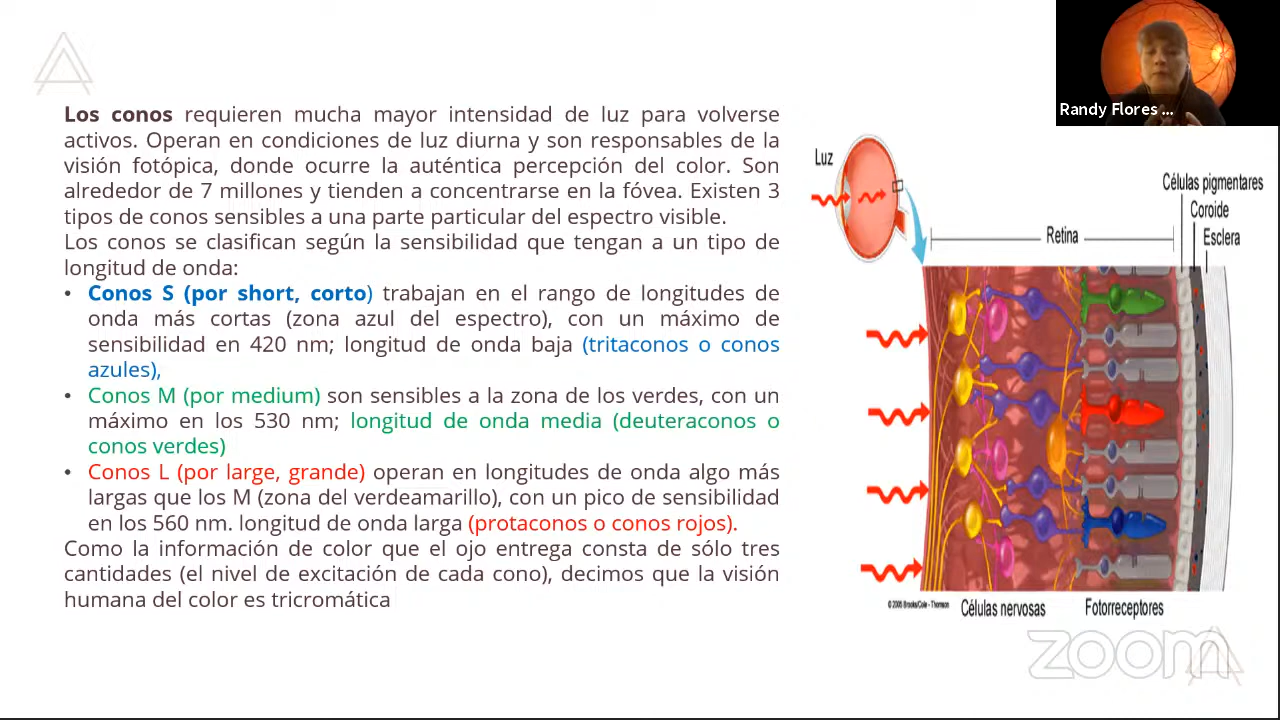 Los conos requieren mucha mayor intensidad de luz para volverse
activos. Operan en condiciones de luz diurna y son responsables de la
visión fotópica, donde ocurre la auténtica percepción del color. Son
alrededor de 7 millones y tienden a concentrarse en la fóvea. Existen 3
tipos de conos sensibles a una parte particular del espectro visible.
Los conos se clasifican según la sensibilidad que tengan a un tipo de
longitud de onda:
• Conos S (por short, corto) trabajan en el rango de longitudes de
onda más cortas (zona azul del espectro), con un máximo de
sensibilidad en 420 nm; longitud de onda baja (tritaconos o conos
azules),
• Conos M (por medium) son sensibles a la zona de los verdes, con un
máximo en los 530 nm; longitud de onda media (deuteraconos o
conos verdes)
• Conos L (por large, grande) operan en longitudes de onda algo más
largas que los M (zona del verdeamarillo), con un pico de sensibilidad
en los 560 nm. longitud de onda larga (protaconos o conos rojos).
Como la información de color que el ojo entrega consta de sólo tres
cantidades (el nivel de excitación de cada cono), decimos que la visión
humana del color es tricromática
Randy Flores ...
Luz
Células pigmentares
Coroide
Esclera
Retina
© 2005 Brooks/Cole - Thomson
Células nervosas
Fotorreceptores
zoom